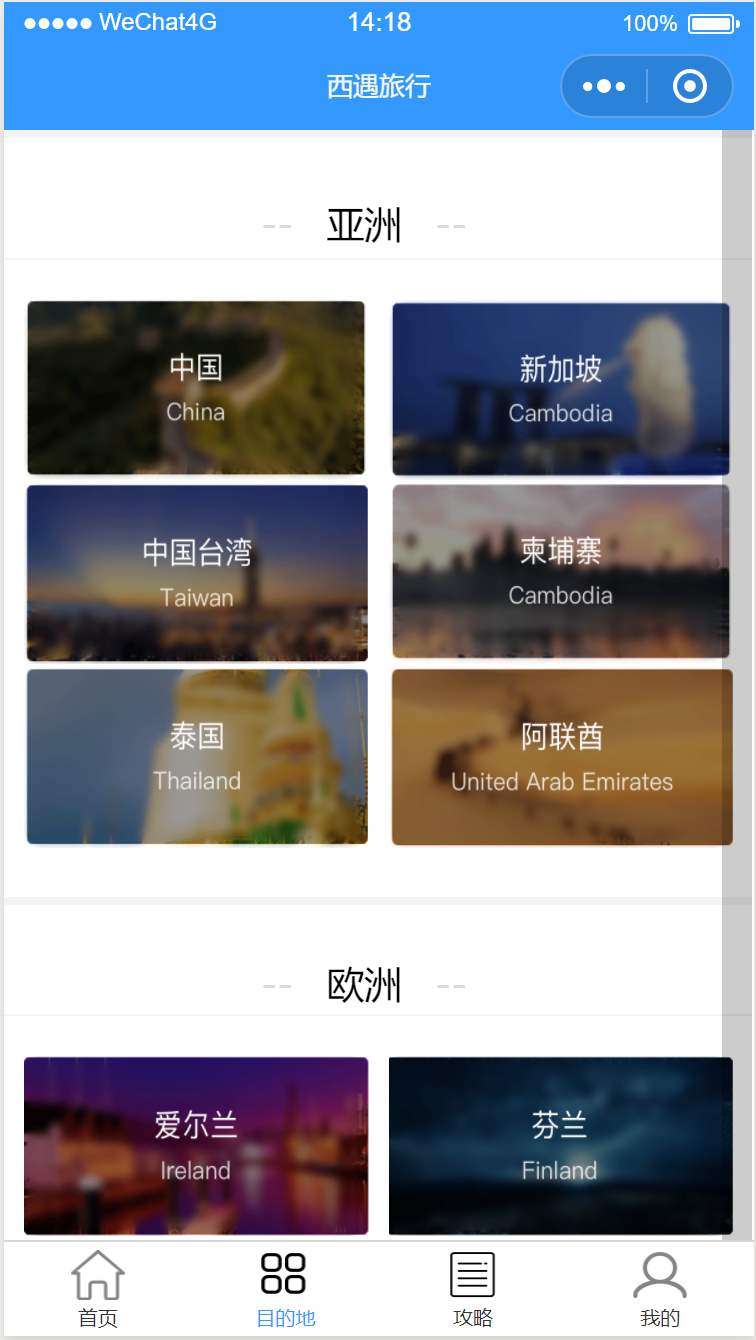 WeChat4G 14:18 100%
西遇旅行
-- 亚洲 --
中国
China
新加坡
Cambodia
中国台湾
Taiwan
柬埔寨
Cambodia
泰国
Thailand
阿联酋
United Arab Emirates
-- 欧洲 --
爱尔兰
Ireland
芬兰
Finland
首页 目的地 攻略 我的